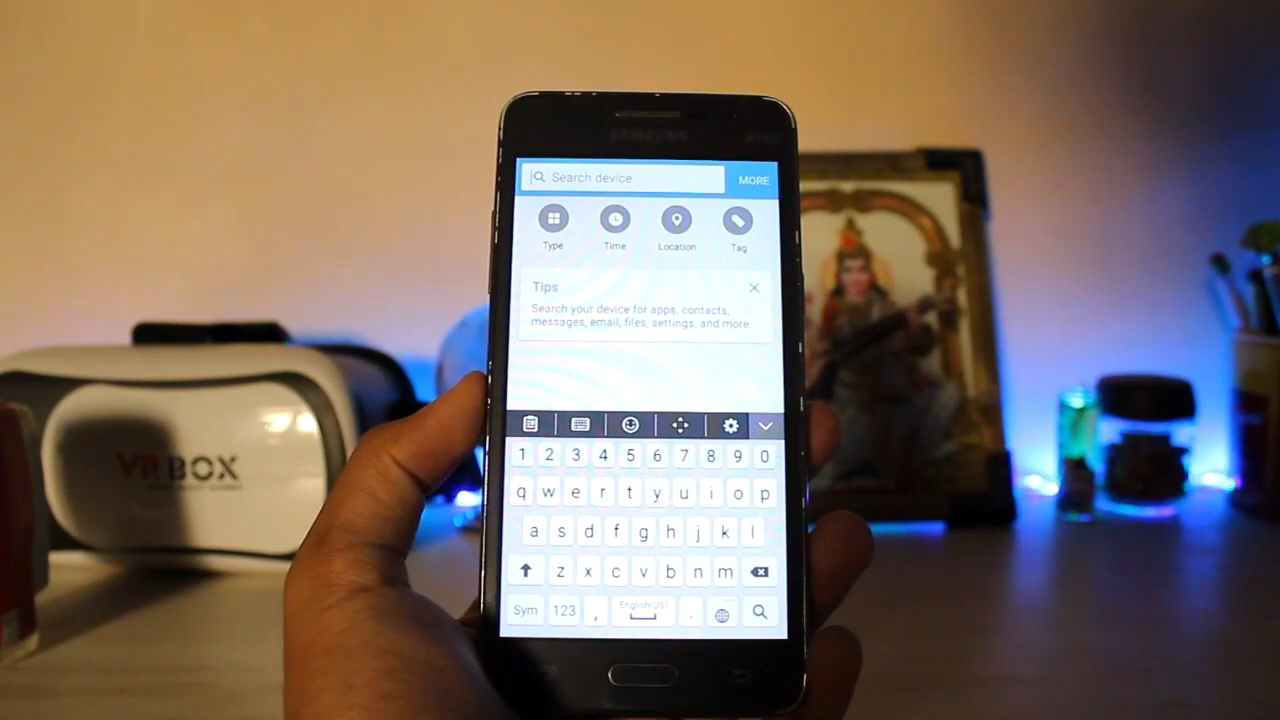 SAMSUNG
Search device
MORE
Type
Time
Location
Tag
Tips
Search your device for apps, contacts,
messages, email, files, settings, and more.
1 2 3 4 5 6 7 8 9 0
q w e r t y u i o p
a s d f g h j k l
z x c v b n m
Sym 123 , English(US) .
VR BOX